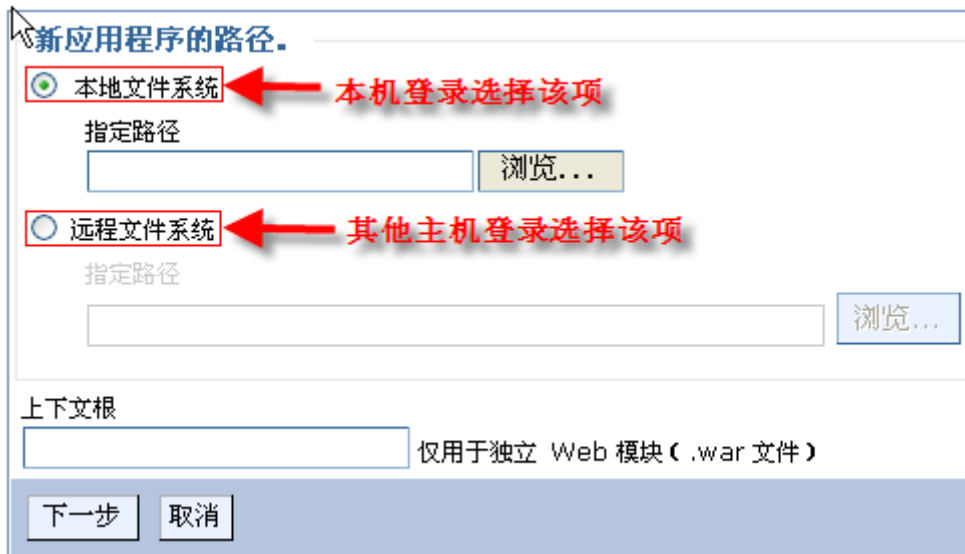 新应用程序的路径。
本地文件系统 本机登录选择该项
指定路径
浏览...
远程文件系统 其他主机登录选择该项
指定路径
浏览...
上下文根
仅用于独立 Web 模块( .war 文件)
下一步 取消